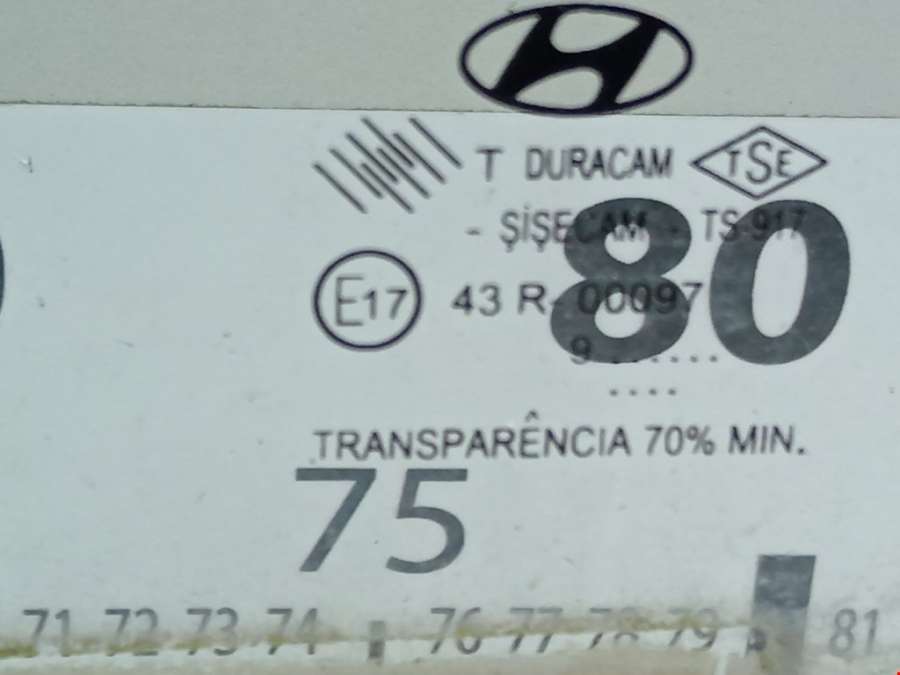 T DURACAM TSE
80
- ŞİŞECAM - TS 917
E17 43 R- 00097
9 . . . . . .
. . . .
TRANSPARÊNCIA 70% MIN.
75
71 72 73 74 76 77 78 79 81